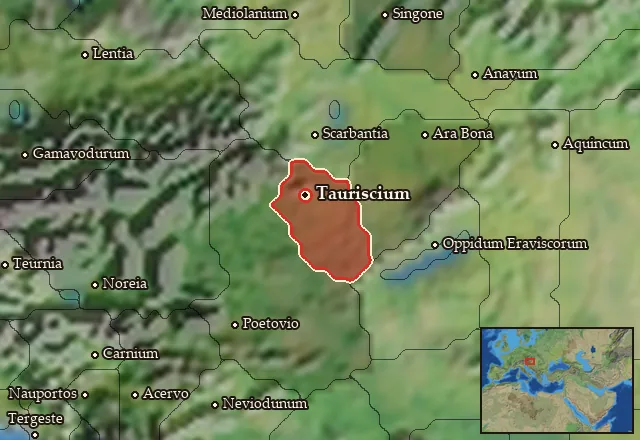 Mediolanium
Singone
Lentia
Anavum
Scarbantia
Ara Bona
Aquincum
Gamavodurum
Tauriscium
Oppidum Eraviscorum
Teurnia
Noreia
Poetovio
Carnium
Nauportos
Acervo
Neviodunum
Tergeste